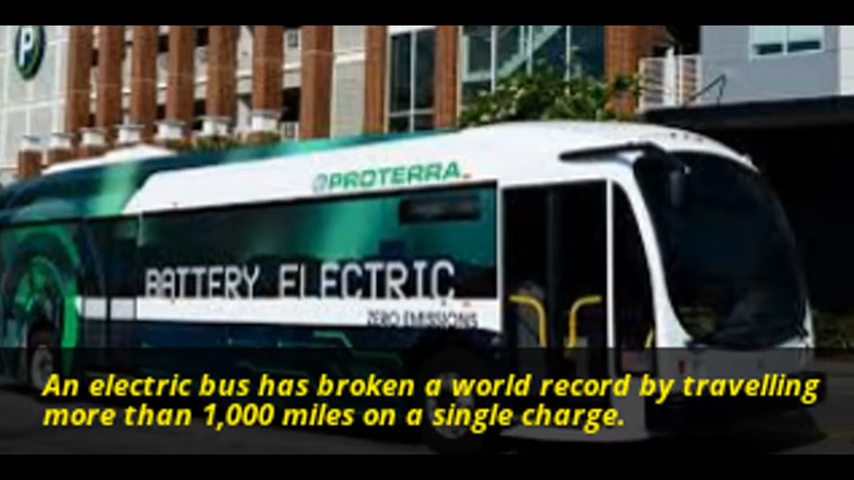 P
PROTERRA
BATTERY ELECTRIC
ZERO EMISSIONS
An electric bus has broken a world record by travelling
more than 1,000 miles on a single charge.